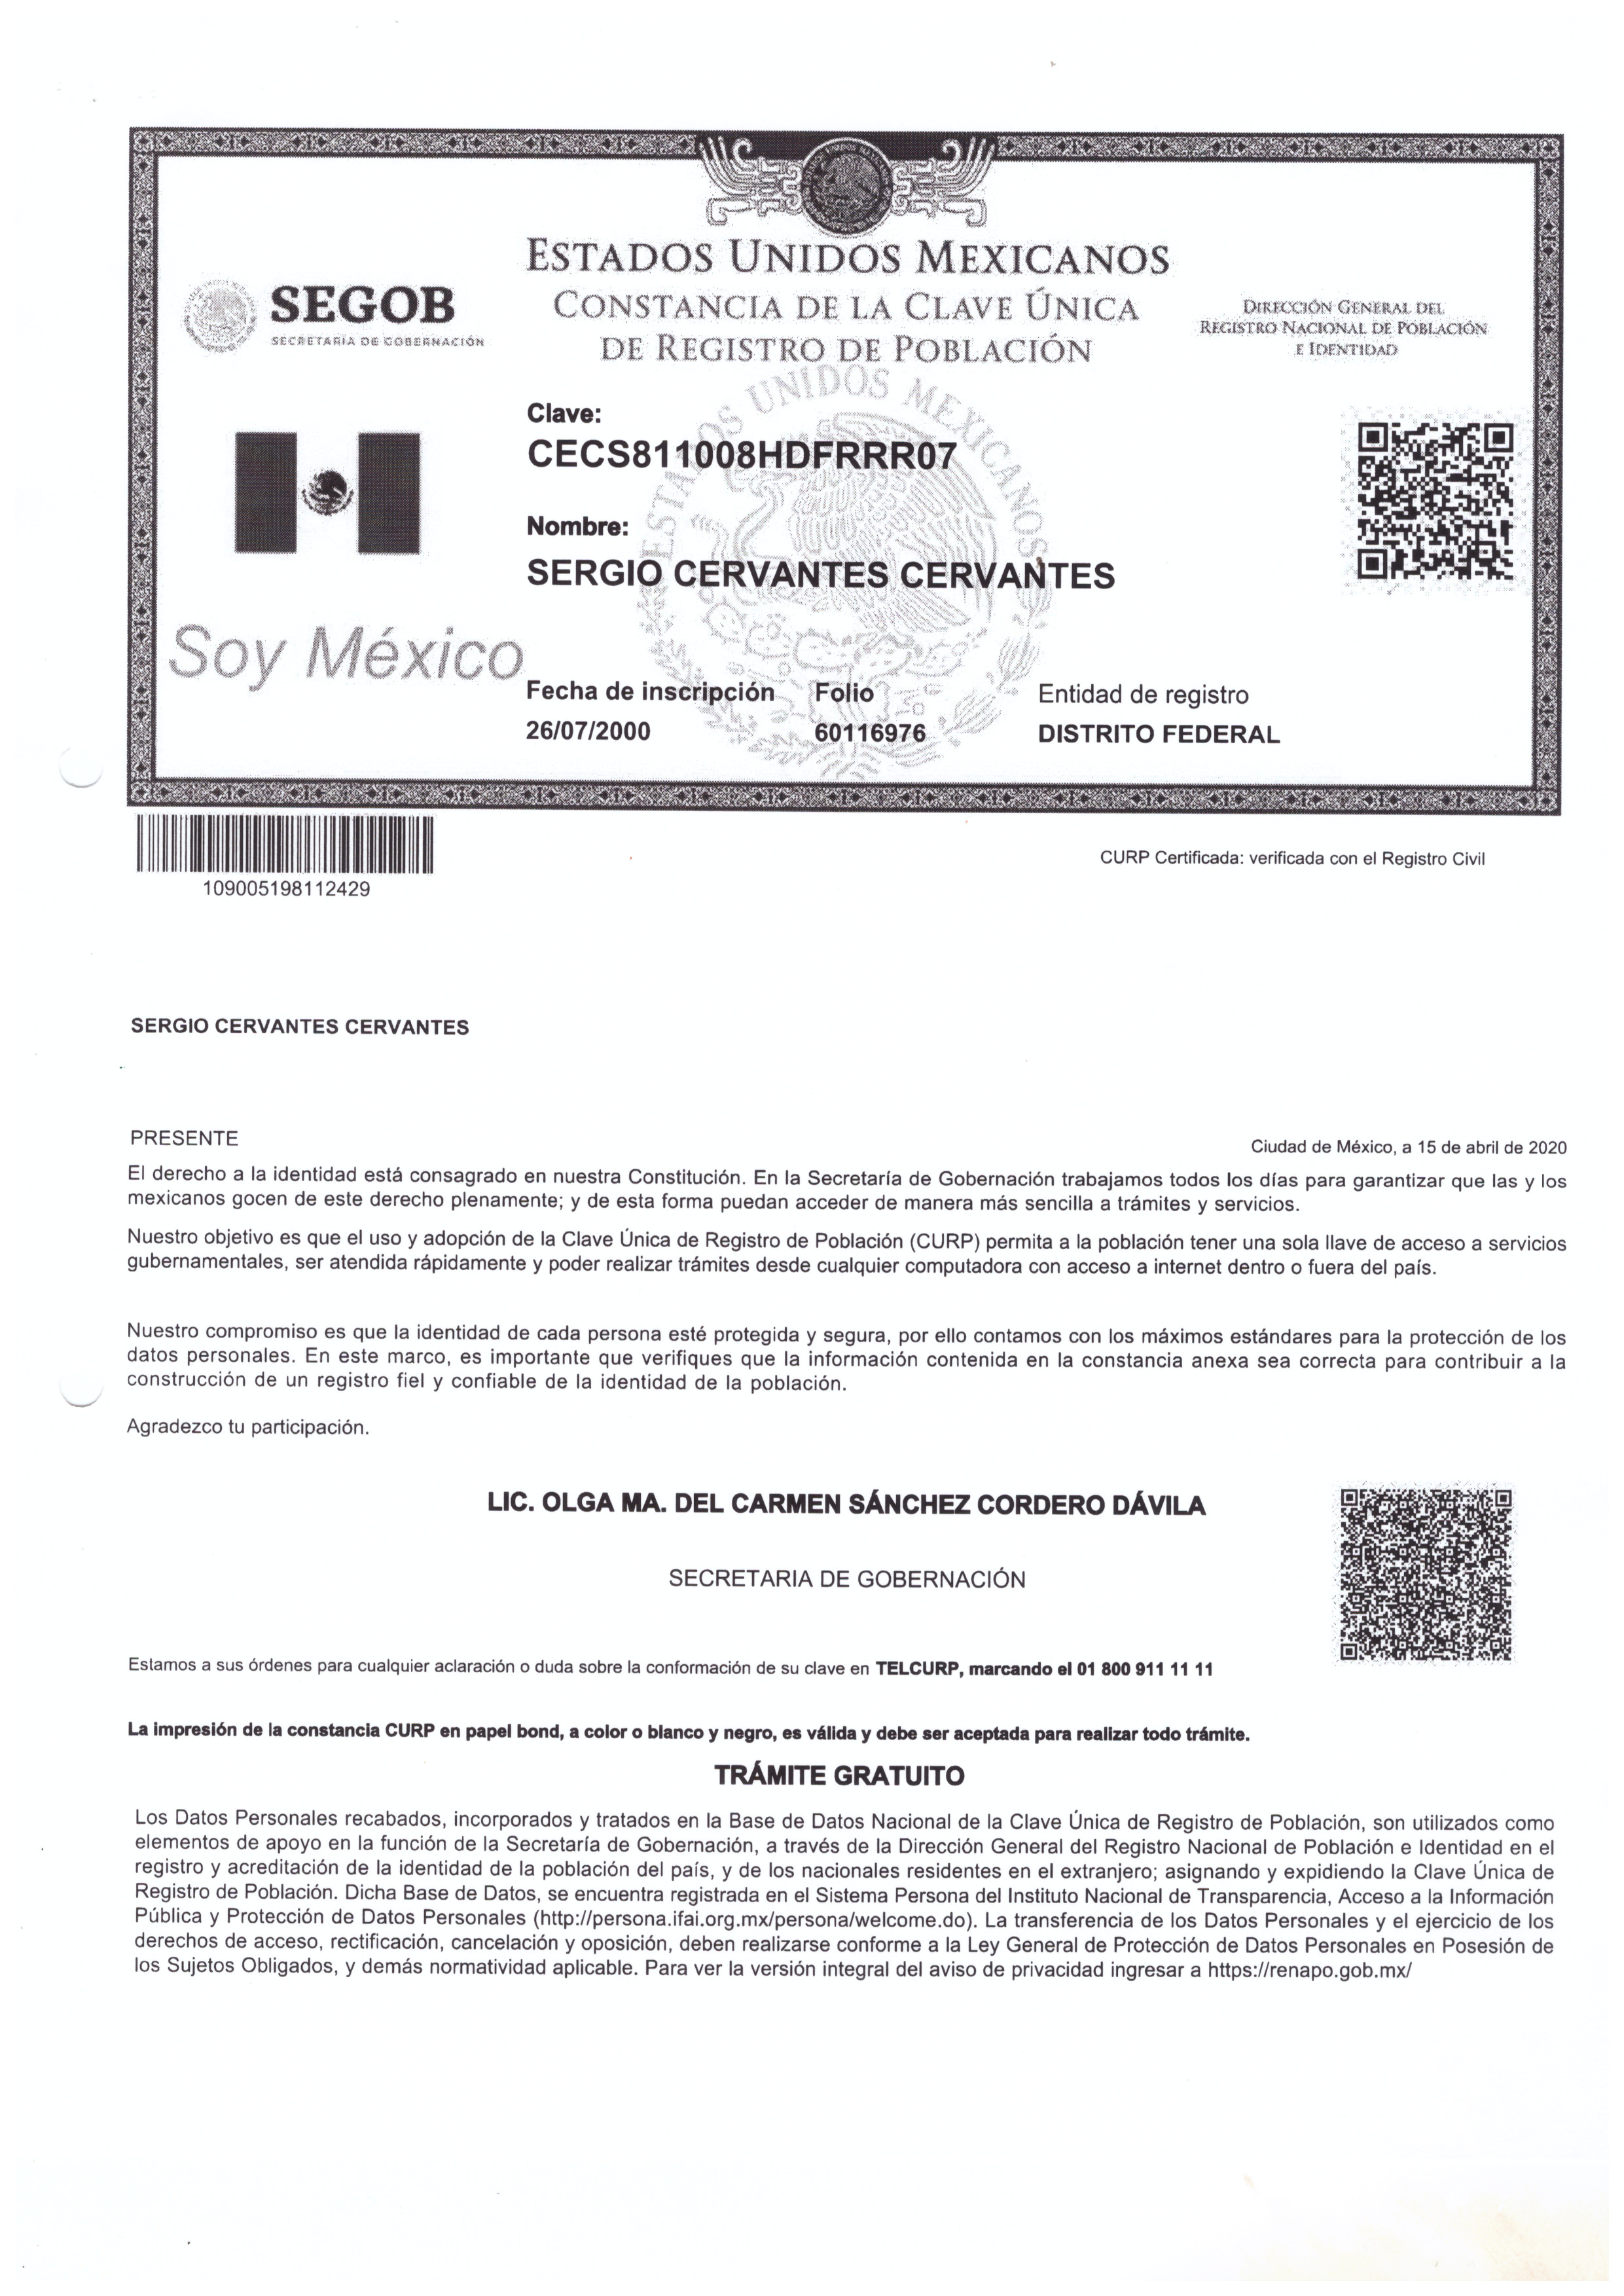 ESTADOS UNIDOS MEXICANOS
SEGOB
SECRETARÍA DE GOBERNACIÓN
CONSTANCIA DE LA CLAVE ÚNICA
DE REGISTRO DE POBLACIÓN
DIRECCIÓN GENERAL DEL
REGISTRO NACIONAL DE POBLACIÓN
E IDENTIDAD
ESTADOS UNIDOS MEXICANOS
Clave:
CECS811008HDFRRR07
Nombre:
SERGIO CERVANTES CERVANTES
Soy México
Fecha de inscripción Folio Entidad de registro
26/07/2000 60116976 DISTRITO FEDERAL
109005198112429
CURP Certificada: verificada con el Registro Civil
SERGIO CERVANTES CERVANTES
PRESENTE
Ciudad de México, a 15 de abril de 2020
El derecho a la identidad está consagrado en nuestra Constitución. En la Secretaría de Gobernación trabajamos todos los días para garantizar que las y los
mexicanos gocen de este derecho plenamente; y de esta forma puedan acceder de manera más sencilla a trámites y servicios.
Nuestro objetivo es que el uso y adopción de la Clave Única de Registro de Población (CURP) permita a la población tener una sola llave de acceso a servicios
gubernamentales, ser atendida rápidamente y poder realizar trámites desde cualquier computadora con acceso a internet dentro o fuera del país.
Nuestro compromiso es que la identidad de cada persona esté protegida y segura, por ello contamos con los máximos estándares para la protección de los
datos personales. En este marco, es importante que verifiques que la información contenida en la constancia anexa sea correcta para contribuir a la
construcción de un registro fiel y confiable de la identidad de la población.
Agradezco tu participación.
LIC. OLGA MA. DEL CARMEN SÁNCHEZ CORDERO DÁVILA
SECRETARIA DE GOBERNACIÓN
Estamos a sus órdenes para cualquier aclaración o duda sobre la conformación de su clave en TELCURP, marcando el 01 800 911 11 11
La impresión de la constancia CURP en papel bond, a color o blanco y negro, es válida y debe ser aceptada para realizar todo trámite.
TRÁMITE GRATUITO
Los Datos Personales recabados, incorporados y tratados en la Base de Datos Nacional de la Clave Única de Registro de Población, son utilizados como
elementos de apoyo en la función de la Secretaría de Gobernación, a través de la Dirección General del Registro Nacional de Población e Identidad en el
registro y acreditación de la identidad de la población del país, y de los nacionales residentes en el extranjero; asignando y expidiendo la Clave Única de
Registro de Población. Dicha Base de Datos, se encuentra registrada en el Sistema Persona del Instituto Nacional de Transparencia, Acceso a la Información
Pública y Protección de Datos Personales (http://persona.ifai.org.mx/persona/welcome.do). La transferencia de los Datos Personales y el ejercicio de los
derechos de acceso, rectificación, cancelación y oposición, deben realizarse conforme a la Ley General de Protección de Datos Personales en Posesión de
los Sujetos Obligados, y demás normatividad aplicable. Para ver la versión integral del aviso de privacidad ingresar a https://renapo.gob.mx/